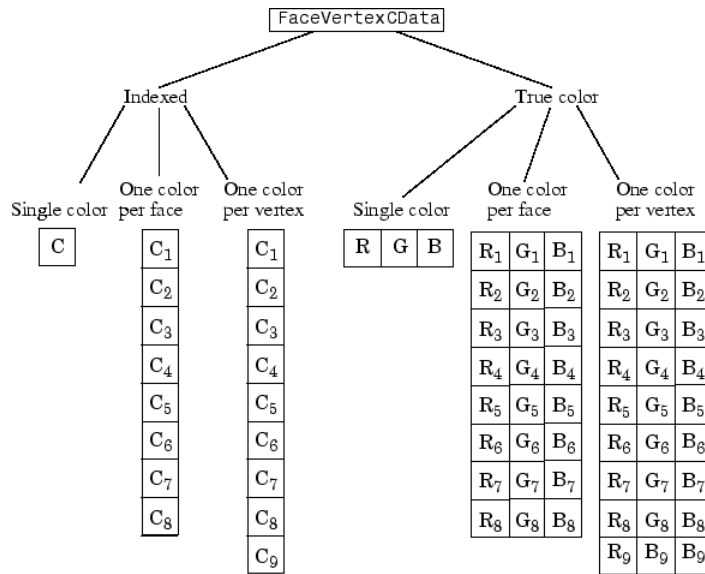 FaceVertexCData
Indexed True color
Single color One color per face One color per vertex Single color One color per face One color per vertex
C C₁ C₁ R G B R₁ G₁ B₁ R₁ G₁ B₁
C₂ C₂ R₂ G₂ B₂ R₂ G₂ B₂
C₃ C₃ R₃ G₃ B₃ R₃ G₃ B₃
C₄ C₄ R₄ G₄ B₄ R₄ G₄ B₄
C₅ C₅ R₅ G₅ B₅ R₅ G₅ B₅
C₆ C₆ R₆ G₆ B₆ R₆ G₆ B₆
C₇ C₇ R₇ G₇ B₇ R₇ G₇ B₇
C₈ C₈ R₈ G₈ B₈ R₈ G₈ B₈
C₉ R₉ B₉ B₉